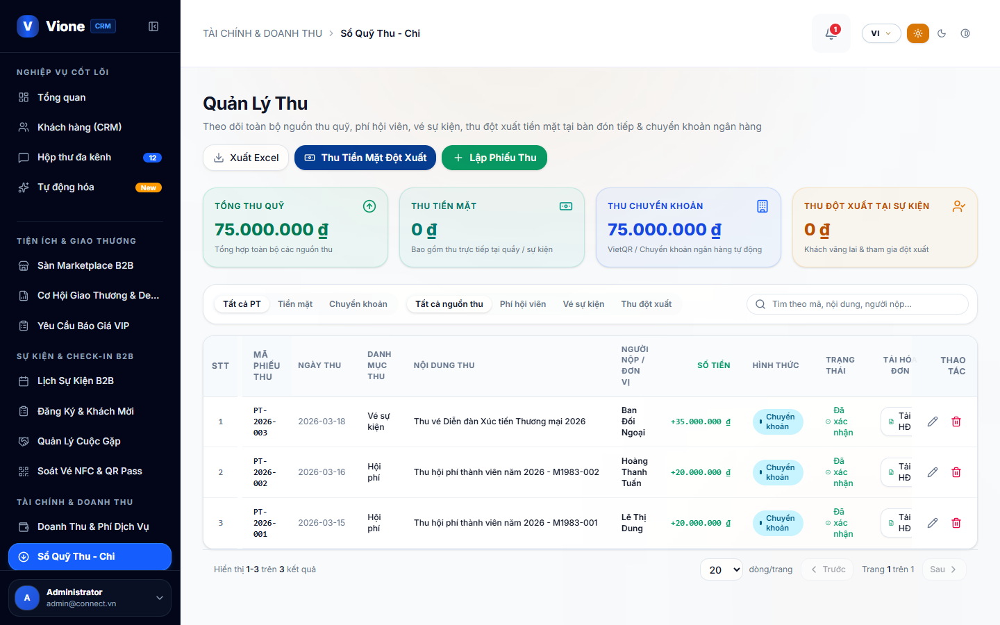 V Vione CRM
NGHIỆP VỤ CỐT LÕI
Tổng quan
Khách hàng (CRM)
Hộp thư đa kênh 12
Tự động hóa New
TIỆN ÍCH & GIAO THƯƠNG
Sàn Marketplace B2B
Cơ Hội Giao Thương & De...
Yêu Cầu Báo Giá VIP
SỰ KIỆN & CHECK-IN B2B
Lịch Sự Kiện B2B
Đăng Ký & Khách Mời
Quản Lý Cuộc Gặp
Soát Vé NFC & QR Pass
TÀI CHÍNH & DOANH THU
Doanh Thu & Phí Dịch Vụ
Sổ Quỹ Thu - Chi
A Administrator
admin@connect.vn
TÀI CHÍNH & DOANH THU > Sổ Quỹ Thu - Chi
1 VI
Quản Lý Thu
Theo dõi toàn bộ nguồn thu quỹ, phí hội viên, vé sự kiện, thu đột xuất tiền mặt tại bàn đón tiếp & chuyển khoản ngân hàng
Xuất Excel Thu Tiền Mặt Đột Xuất Lập Phiếu Thu
TỔNG THU QUỸ
75.000.000 ₫
Tổng hợp toàn bộ các nguồn thu
THU TIỀN MẶT
0 ₫
Bao gồm thu trực tiếp tại quầy / sự kiện
THU CHUYỂN KHOẢN
75.000.000 ₫
VietQR / Chuyển khoản ngân hàng tự động
THU ĐỘT XUẤT TẠI SỰ KIỆN
0 ₫
Khách vãng lai & tham gia đột xuất
Tất cả PT Tiền mặt Chuyển khoản Tất cả nguồn thu Phí hội viên Vé sự kiện Thu đột xuất Tìm theo mã, nội dung, người nộp...
STT
MÃ
PHIẾU
THU
NGÀY THU
DANH
MỤC
THU
NỘI DUNG THU
NGƯỜI
NỘP /
ĐƠN
VỊ
SỐ TIỀN
HÌNH THỨC
TRẠNG
THÁI
TẢI HÓA
ĐƠN
THAO
TÁC
1
PT-
2026-
003
2026-03-18
Vé sự
kiện
Thu vé Diễn đàn Xúc tiến Thương mại 2026
Ban
Đối
Ngoại
+35.000.000 ₫
Chuyển
khoản
Đã
xác
nhận
Tải
HĐ
2
PT-
2026-
002
2026-03-16
Hội
phí
Thu hội phí thành viên năm 2026 - M1983-002
Hoàng
Thanh
Tuấn
+20.000.000 ₫
Chuyển
khoản
Đã
xác
nhận
Tải
HĐ
3
PT-
2026-
001
2026-03-15
Hội
phí
Thu hội phí thành viên năm 2026 - M1983-001
Lê Thị
Dung
+20.000.000 ₫
Chuyển
khoản
Đã
xác
nhận
Tải
HĐ
Hiển thị 1-3 trên 3 kết quả
20 dòng/trang Trước Trang 1 trên 1 Sau